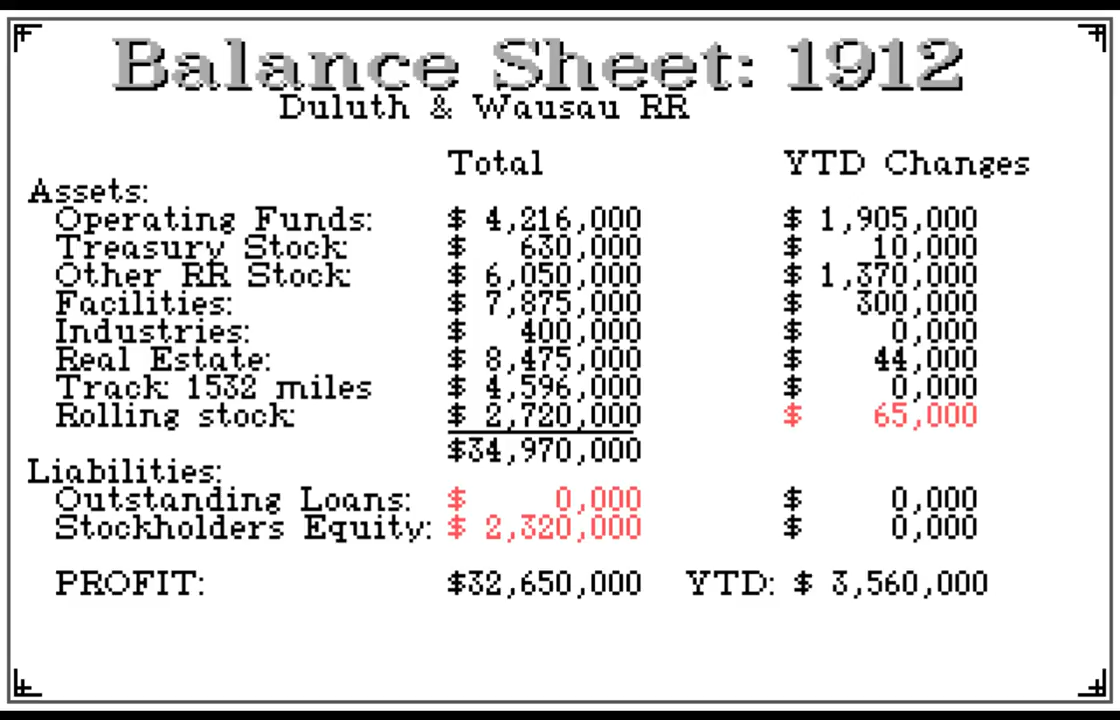 Balance Sheet: 1912
Duluth & Wausau RR
Total YTD Changes
Assets:
Operating Funds: $ 4,216,000 $ 1,905,000
Treasury Stock: $ 630,000 $ 10,000
Other RR Stock: $ 6,050,000 $ 1,370,000
Facilities: $ 7,875,000 $ 300,000
Industries: $ 400,000 $ 0,000
Real Estate: $ 8,475,000 $ 44,000
Track: 1532 miles $ 4,596,000 $ 0,000
Rolling stock: $ 2,720,000 $ 65,000
$34,970,000
Liabilities:
Outstanding Loans: $ 0,000 $ 0,000
Stockholders Equity: $ 2,320,000 $ 0,000
PROFIT: $32,650,000 YTD: $ 3,560,000